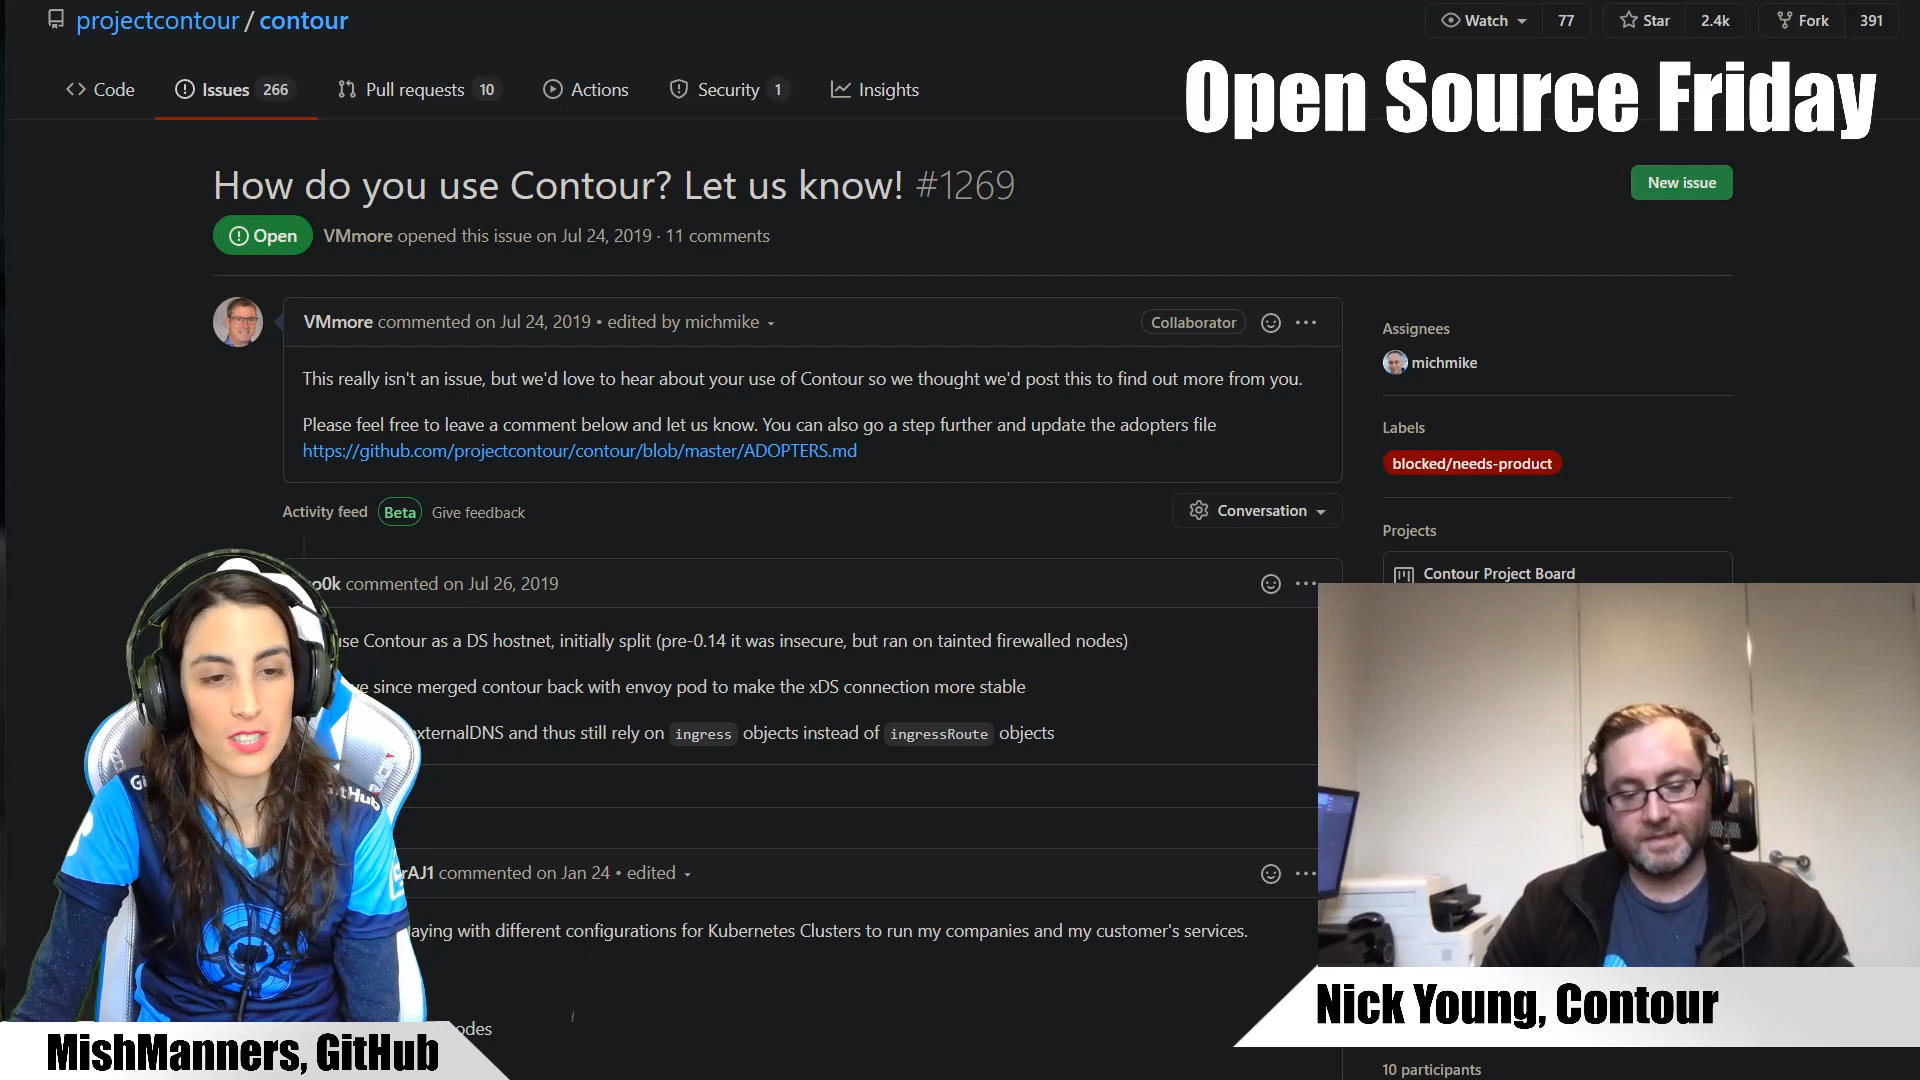 projectcontour / contour
Watch 77 Star 2.4k Fork 391
Code Issues 266 Pull requests 10 Actions Security 1 Insights
Open Source Friday
How do you use Contour? Let us know! #1269
New issue
Open VMmore opened this issue on Jul 24, 2019 · 11 comments
VMmore commented on Jul 24, 2019 • edited by michmike
Collaborator
This really isn't an issue, but we'd love to hear about your use of Contour so we thought we'd post this to find out more from you.
Please feel free to leave a comment below and let us know. You can also go a step further and update the adopters file
https://github.com/projectcontour/contour/blob/master/ADOPTERS.md
Assignees
michmike
Labels
blocked/needs-product
Projects
Contour Project Board
Activity feed Beta Give feedback
Conversation
commented on Jul 26, 2019
use Contour as a DS hostnet, initially split (pre-0.14 it was insecure, but ran on tainted firewalled nodes)
since merged contour back with envoy pod to make the xDS connection more stable
and thus still rely on ingress objects instead of ingressRoute objects
commented on Jan 24 • edited
with different configurations for Kubernetes Clusters to run my companies and my customer's services.
GitHub
Nick Young, Contour
MishManners, GitHub
10 participants